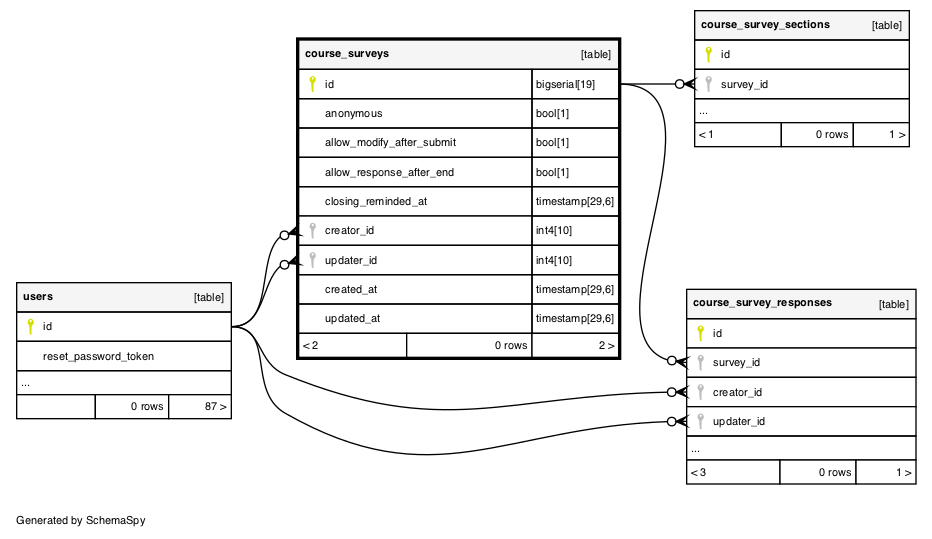 course_survey_sections [table]
id
survey_id
...
< 1 0 rows 1 >
course_surveys [table]
id bigserial[19]
anonymous bool[1]
allow_modify_after_submit bool[1]
allow_response_after_end bool[1]
closing_reminded_at timestamp[29,6]
creator_id int4[10]
updater_id int4[10]
created_at timestamp[29,6]
updated_at timestamp[29,6]
< 2 0 rows 2 >
users [table]
id
reset_password_token
...
0 rows 87 >
course_survey_responses [table]
id
survey_id
creator_id
updater_id
...
< 3 0 rows 1 >
Generated by SchemaSpy